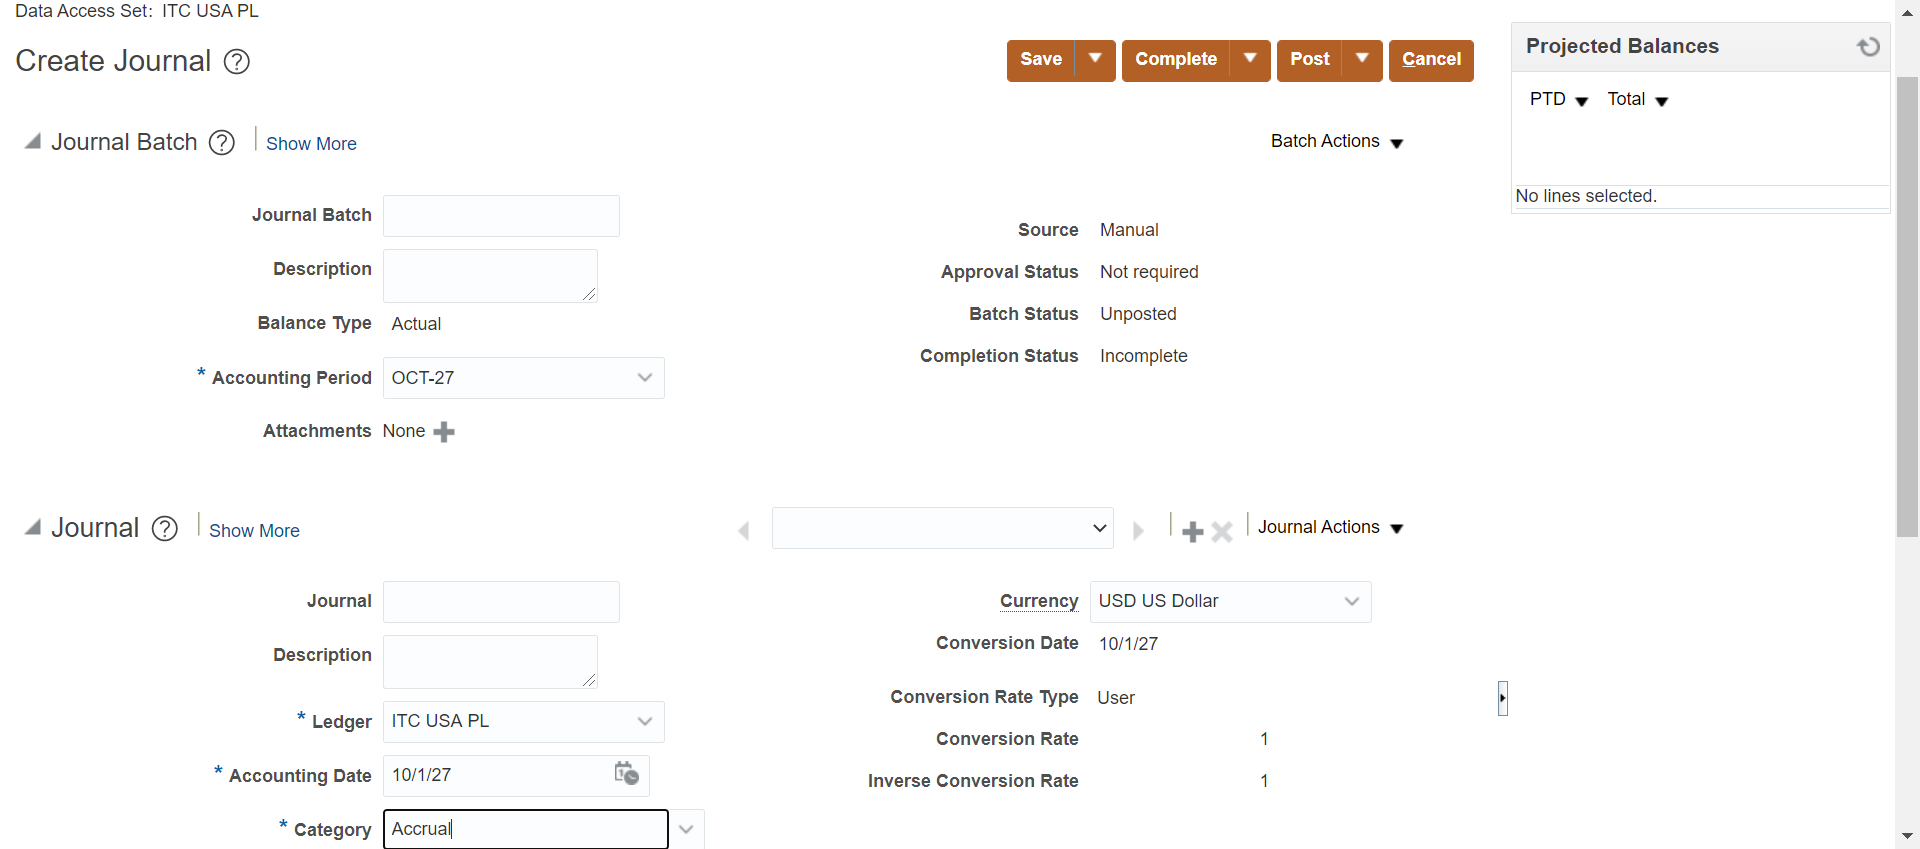 Data Access Set: ITC USA PL
Create Journal ?
Save
Complete
Post
Cancel
Projected Balances
PTD
Total
No lines selected.
Journal Batch ?
Show More
Batch Actions
Journal Batch
Description
Balance Type Actual
* Accounting Period OCT-27
Attachments None
Source Manual
Approval Status Not required
Batch Status Unposted
Completion Status Incomplete
Journal ?
Show More
Journal Actions
Journal
Description
* Ledger ITC USA PL
* Accounting Date 10/1/27
* Category Accrual
Currency USD US Dollar
Conversion Date 10/1/27
Conversion Rate Type User
Conversion Rate 1
Inverse Conversion Rate 1